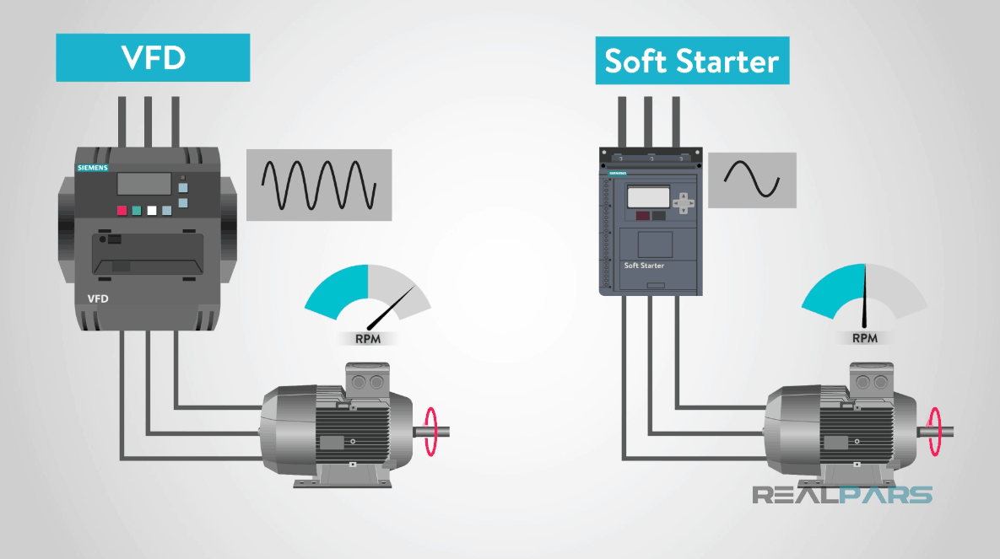 VFD
Soft Starter
SIEMENS
SIEMENS
Soft Starter
VFD
RPM
RPM
REALPARS